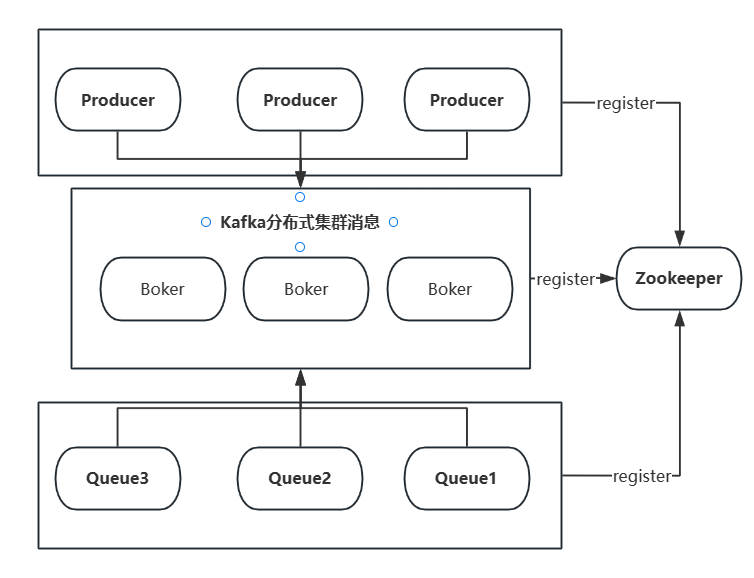 Producer
Producer
Producer
register
Kafka分布式集群消息
Boker
Boker
Boker
register
Zookeeper
Queue3
Queue2
Queue1
register